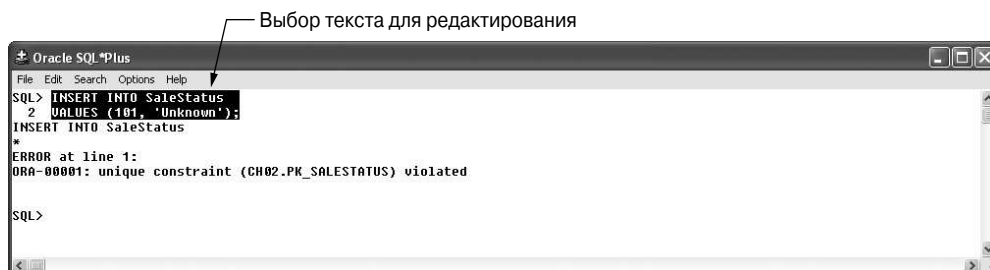 Выбор текста для редактирования
Oracle SQL*Plus
File Edit Search Options Help
SQL> INSERT INTO SaleStatus
2 VALUES (101, 'Unknown');
INSERT INTO SaleStatus
*
ERROR at line 1:
ORA-00001: unique constraint (CH02.PK_SALESTATUS) violated
SQL>